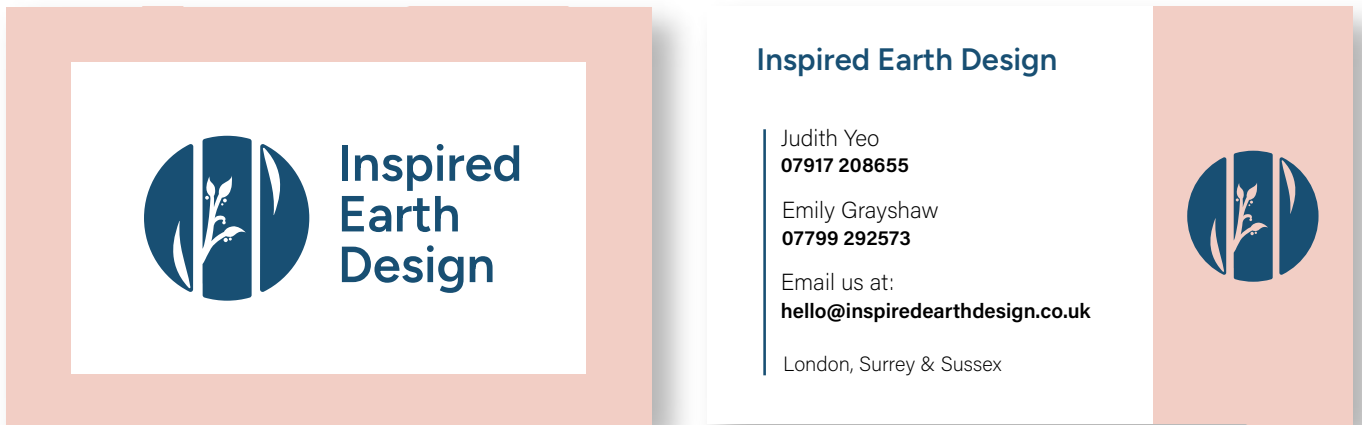 Inspired
Earth
Design
Inspired Earth Design
Judith Yeo
07917 208655
Emily Grayshaw
07799 292573
Email us at:
hello@inspiredearthdesign.co.uk
London, Surrey & Sussex